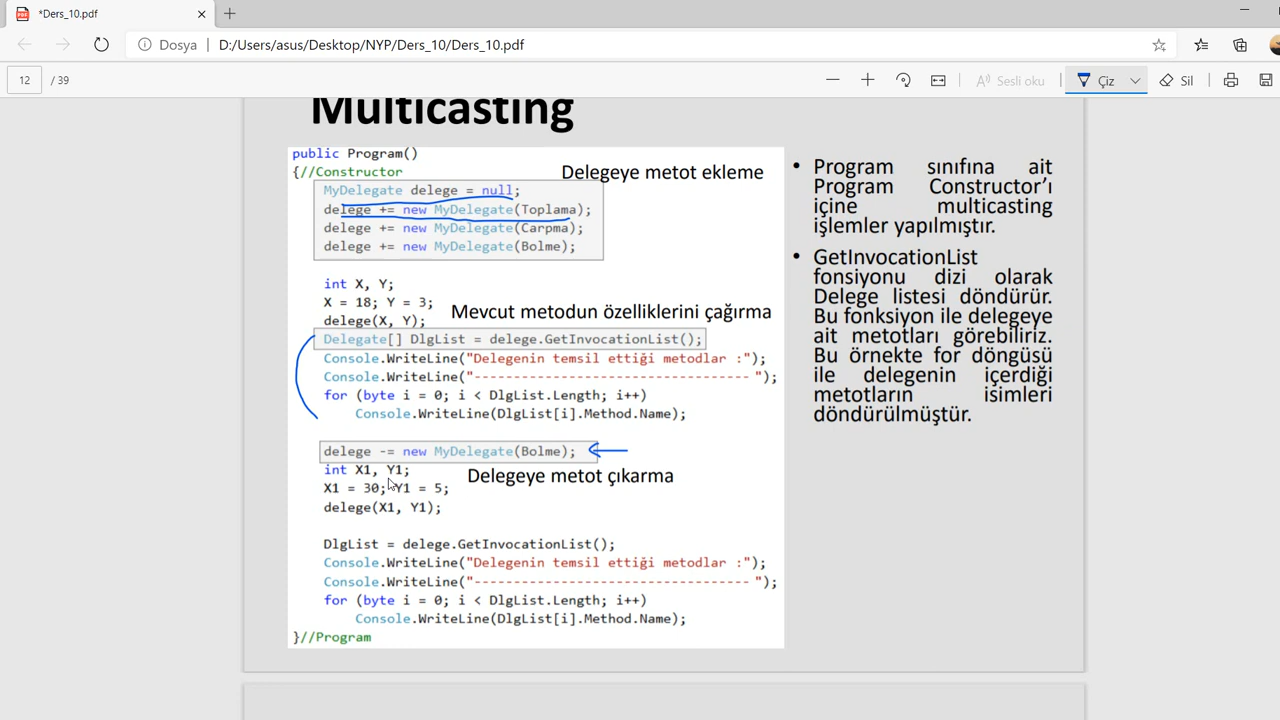 *Ders_10.pdf
Dosya
D:/Users/asus/Desktop/NYP/Ders_10/Ders_10.pdf
12 / 39
Sesli oku
Çiz
Sil
Multicasting
public Program()
{//Constructor
Delegeye metot ekleme
MyDelegate delege = null;
delege += new MyDelegate(Toplama);
delege += new MyDelegate(Carpma);
delege += new MyDelegate(Bolme);
int X, Y;
X = 18; Y = 3;
Mevcut metodun özelliklerini çağırma
delege(X, Y);
Delegate[] DlgList = delege.GetInvocationList();
Console.WriteLine("Delegenin temsil ettiği metodlar :");
Console.WriteLine("----------------------------------- ");
for (byte i = 0; i < DlgList.Length; i++)
Console.WriteLine(DlgList[i].Method.Name);
delege -= new MyDelegate(Bolme);
int X1, Y1;
Delegeye metot çıkarma
X1 = 30; Y1 = 5;
delege(X1, Y1);
DlgList = delege.GetInvocationList();
Console.WriteLine("Delegenin temsil ettiği metodlar :");
Console.WriteLine("----------------------------------- ");
for (byte i = 0; i < DlgList.Length; i++)
Console.WriteLine(DlgList[i].Method.Name);
}//Program
• Program sınıfına ait
Program Constructor’ı
içine multicasting
işlemler yapılmıştır.
• GetInvocationList
fonsiyonu dizi olarak
Delege listesi döndürür.
Bu fonksiyon ile delegeye
ait metotları görebiliriz.
Bu örnekte for döngüsü
ile delegenin içerdiği
metotların isimleri
döndürülmüştür.